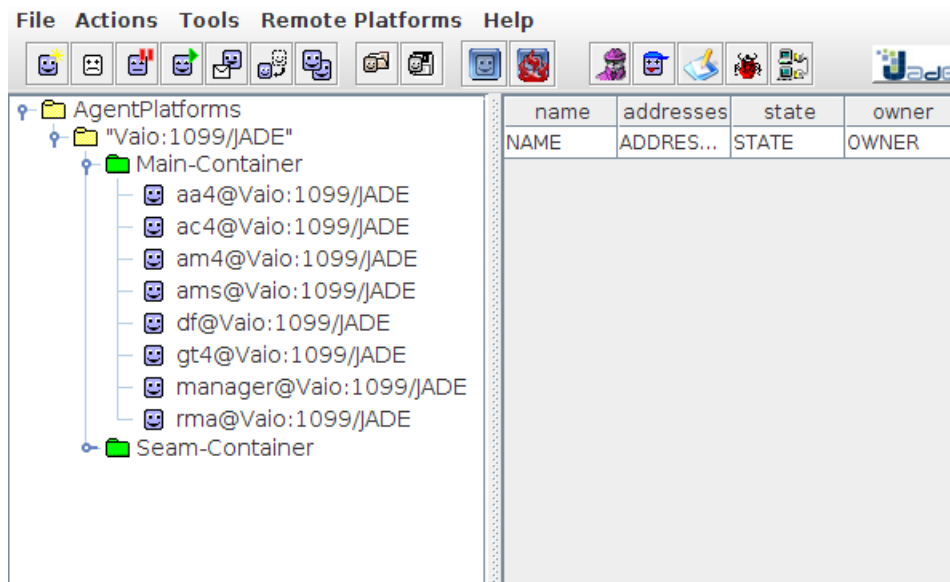 File Actions Tools Remote Platforms Help
Jade
AgentPlatforms
"Vaio:1099/JADE"
Main-Container
aa4@Vaio:1099/JADE
ac4@Vaio:1099/JADE
am4@Vaio:1099/JADE
ams@Vaio:1099/JADE
df@Vaio:1099/JADE
gt4@Vaio:1099/JADE
manager@Vaio:1099/JADE
rma@Vaio:1099/JADE
Seam-Container
name addresses state owner
NAME ADDRES... STATE OWNER